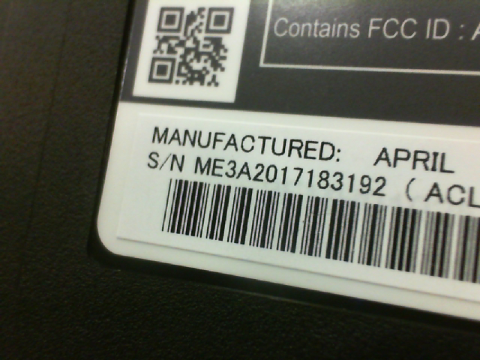 Contains FCC ID : A
MANUFACTURED: APRIL
S/N ME3A2017183192 ( ACL